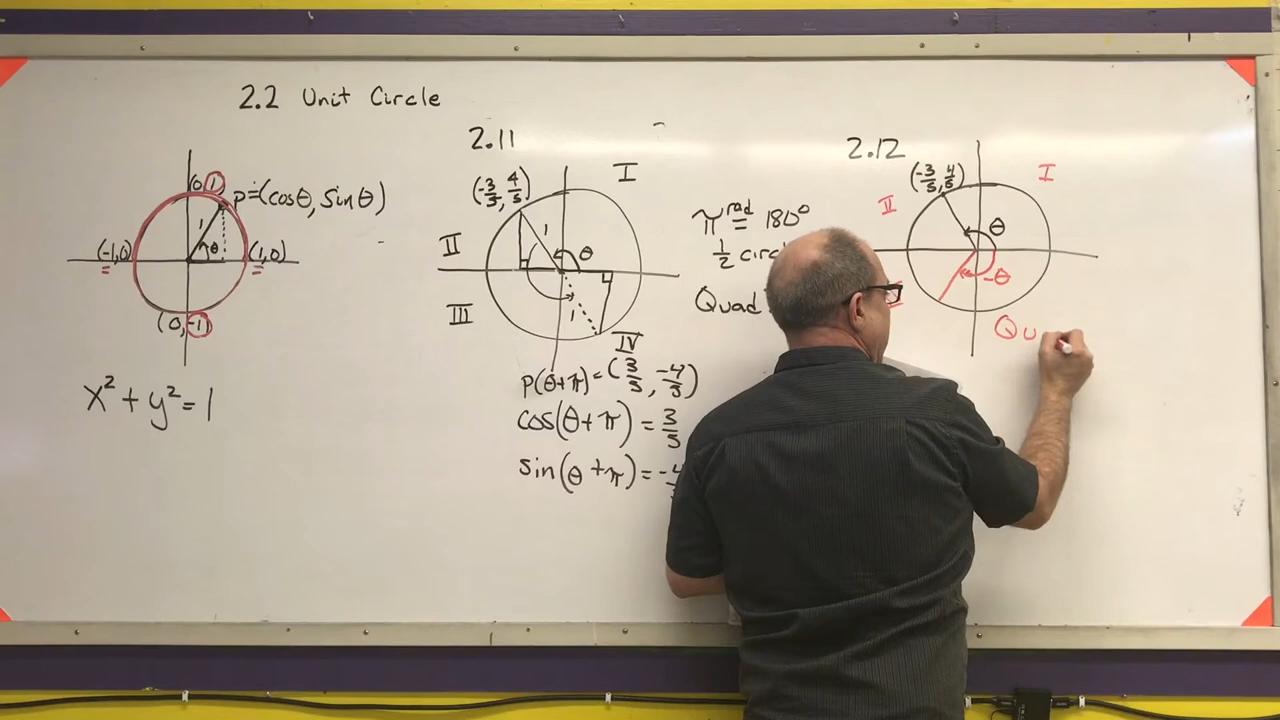 2.2 Unit Circle
(0,1)
P=(cosθ, sinθ)
1
θ
(-1,0)
(1,0)
(0,-1)
x² + y² = 1
2.11
(-3/5, 4/5)
I
II
1
θ
III
1
IV
P(θ+π) = (3/5, -4/5)
cos(θ+π) = 3/5
sin(θ+π) = -4
π rad = 180°
1/2 circ
Quad
2.12
(-3/5, 4/5)
I
II
θ
-θ
Qu